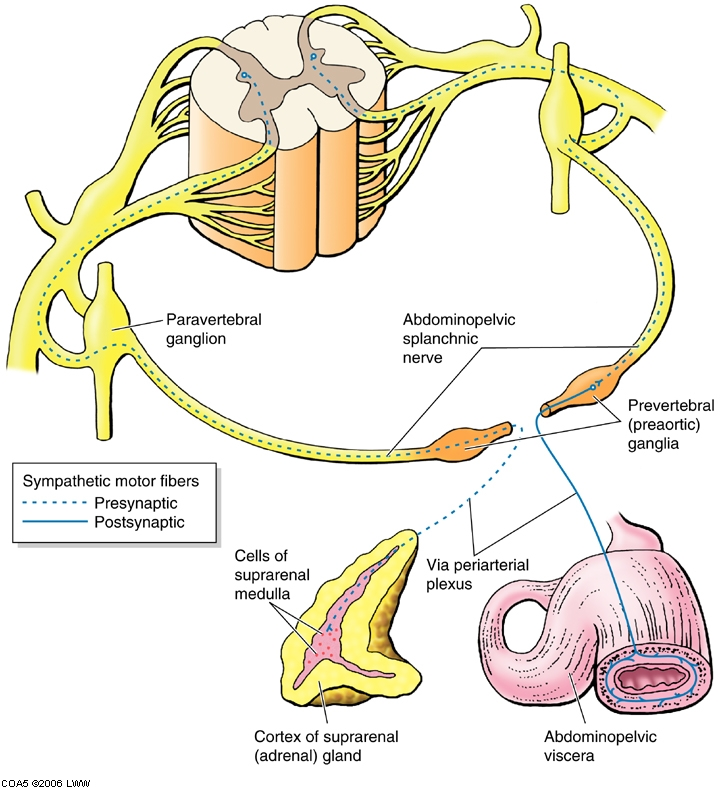 Paravertebral
ganglion
Abdominopelvic
splanchnic
nerve
Prevertebral
(preaortic)
ganglia
Sympathetic motor fibers
Presynaptic
Postsynaptic
Cells of
suprarenal
medulla
Via periarterial
plexus
Cortex of suprarenal
(adrenal) gland
Abdominopelvic
viscera
COA5 ©2006 LWW